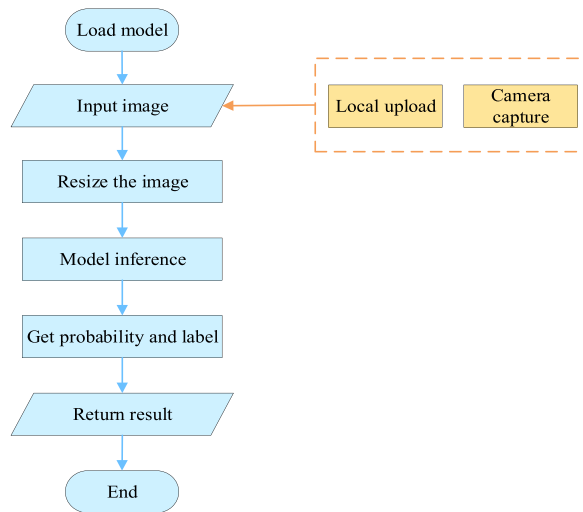 Load model
Input image
Local upload
Camera
capture
Resize the image
Model inference
Get probability and label
Return result
End